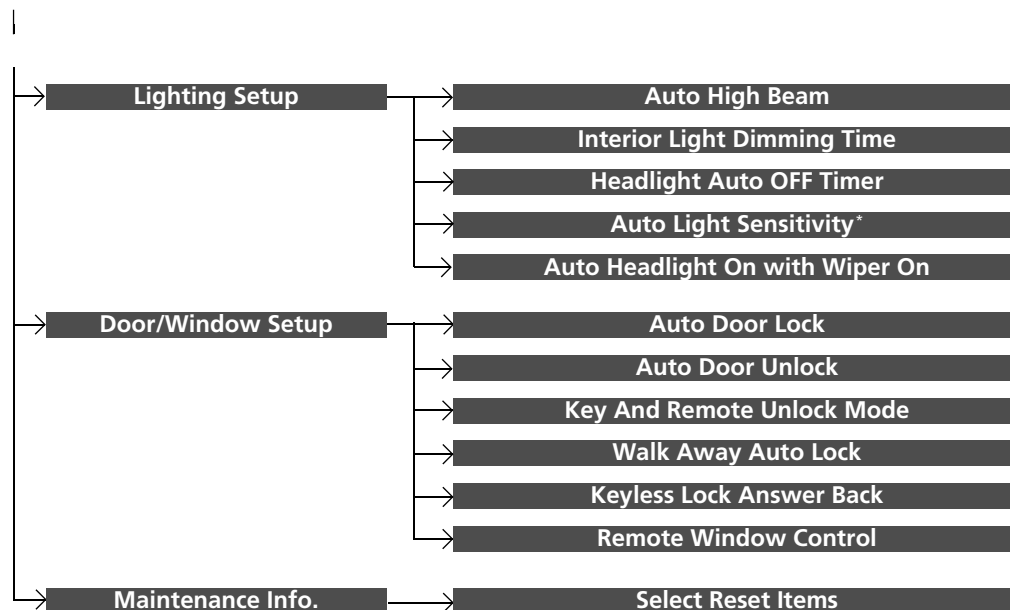 Lighting Setup
Auto High Beam
Interior Light Dimming Time
Headlight Auto OFF Timer
Auto Light Sensitivity*
Auto Headlight On with Wiper On
Door/Window Setup
Auto Door Lock
Auto Door Unlock
Key And Remote Unlock Mode
Walk Away Auto Lock
Keyless Lock Answer Back
Remote Window Control
Maintenance Info.
Select Reset Items